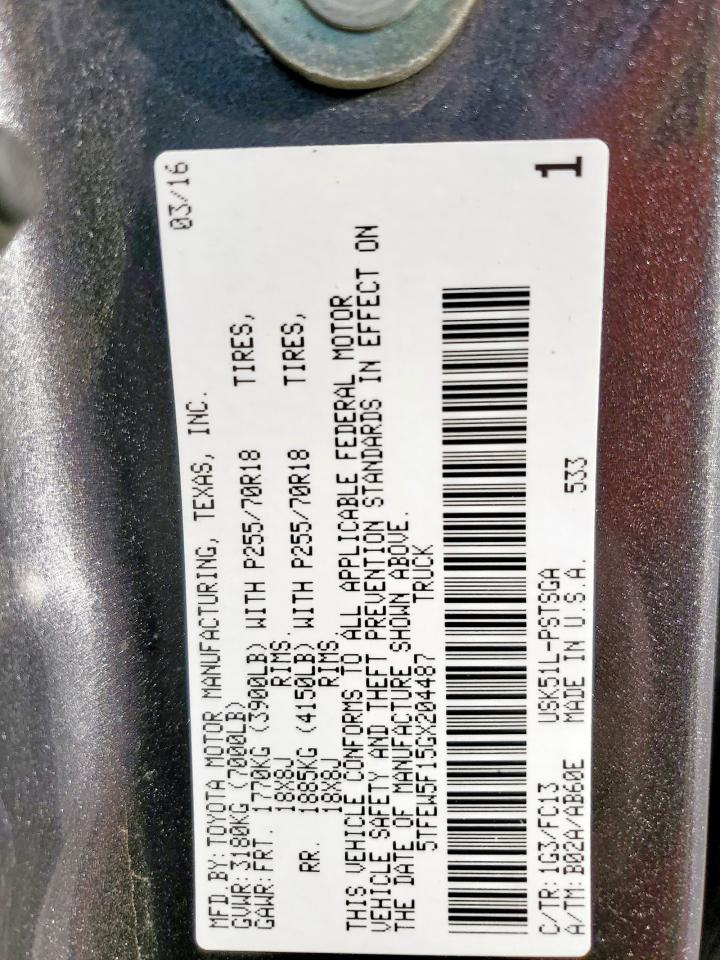 MFD.BY: TOYOTA MOTOR MANUFACTURING, TEXAS, INC. 03/16
GVWR: 3180KG (7000LB)
GAWR: FRT. 1770KG (3900LB) WITH P255/70R18 TIRES,
18X8J RIMS.
RR. 1885KG (4150LB) WITH P255/70R18 TIRES,
18X8J RIMS.
THIS VEHICLE CONFORMS TO ALL APPLICABLE FEDERAL MOTOR
VEHICLE SAFETY AND THEFT PREVENTION STANDARDS IN EFFECT ON
THE DATE OF MANUFACTURE SHOWN ABOVE.
5TFEW5F15GX204487 TRUCK
C/TR: 1G3/FC13 USK51L-PSTSGA
A/TM: B02A/AB60E MADE IN U.S.A. 533
1